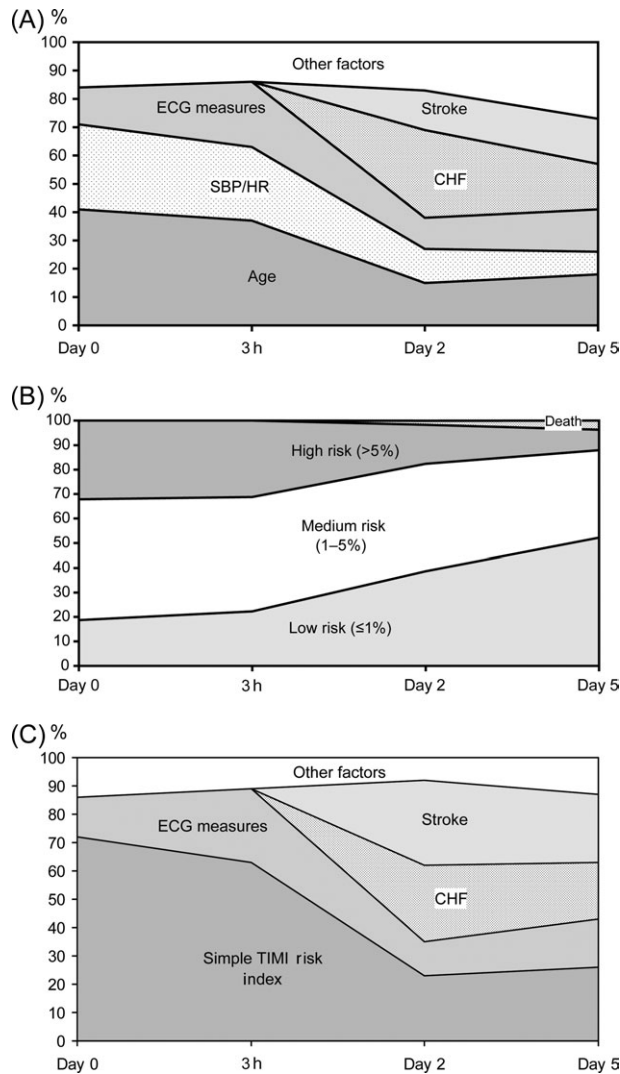 (A) %
100
90
80
70
60
50
40
30
20
10
0
Other factors
ECG measures
Stroke
SBP/HR
CHF
Age
Day 0 3 h Day 2 Day 5
(B) %
100
90
80
70
60
50
40
30
20
10
0
Death
High risk (>5%)
Medium risk
(1–5%)
Low risk (≤1%)
Day 0 3 h Day 2 Day 5
(C) %
100
90
80
70
60
50
40
30
20
10
0
Other factors
ECG measures
Stroke
CHF
Simple TIMI risk
index
Day 0 3 h Day 2 Day 5